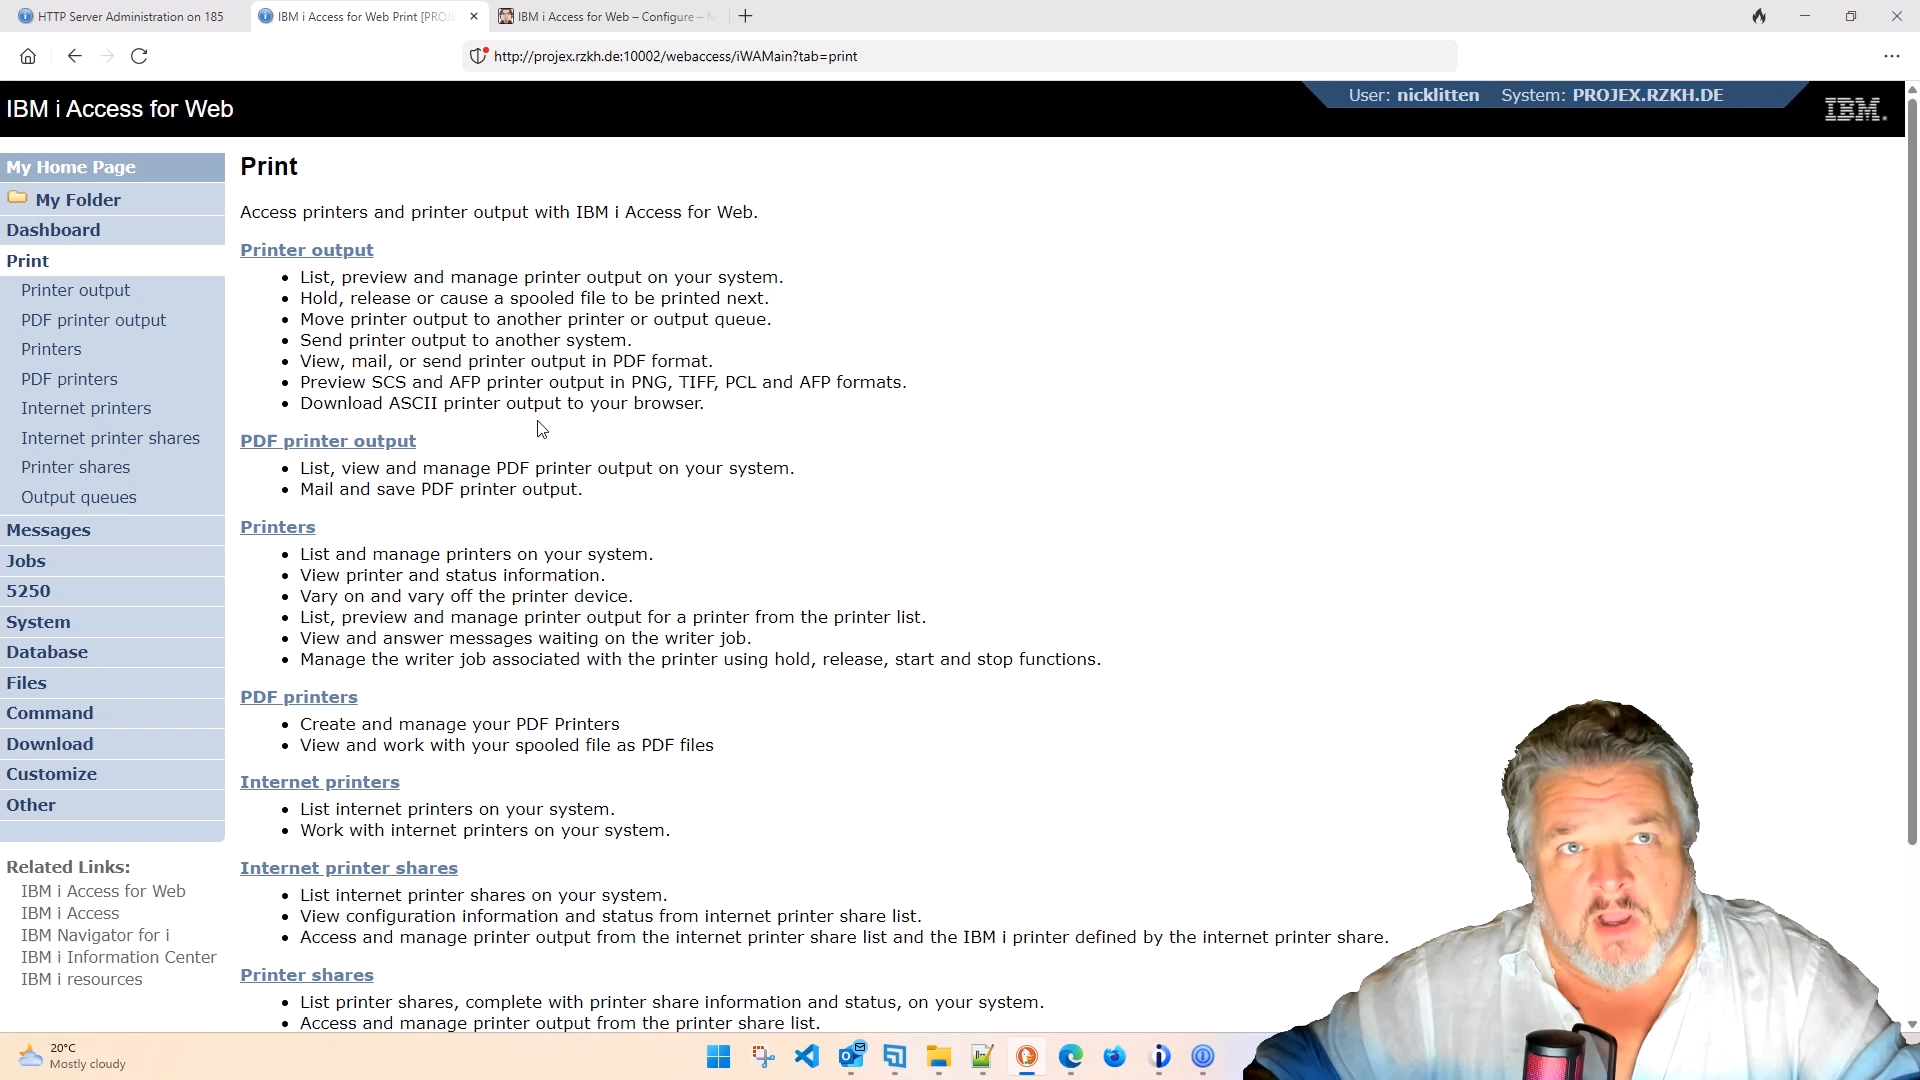 HTTP Server Administration on 185
IBM i Access for Web Print [PROJ
IBM i Access for Web – Configure – N
http://projex.rzkh.de:10002/webaccess/iWAMain?tab=print
IBM i Access for Web
User: nicklitten System: PROJEX.RZKH.DE
IBM.
My Home Page
My Folder
Dashboard
Print
Printer output
PDF printer output
Printers
PDF printers
Internet printers
Internet printer shares
Printer shares
Output queues
Messages
Jobs
5250
System
Database
Files
Command
Download
Customize
Other
Related Links:
IBM i Access for Web
IBM i Access
IBM Navigator for i
IBM i Information Center
IBM i resources
Print
Access printers and printer output with IBM i Access for Web.
Printer output
• List, preview and manage printer output on your system.
• Hold, release or cause a spooled file to be printed next.
• Move printer output to another printer or output queue.
• Send printer output to another system.
• View, mail, or send printer output in PDF format.
• Preview SCS and AFP printer output in PNG, TIFF, PCL and AFP formats.
• Download ASCII printer output to your browser.
PDF printer output
• List, view and manage PDF printer output on your system.
• Mail and save PDF printer output.
Printers
• List and manage printers on your system.
• View printer and status information.
• Vary on and vary off the printer device.
• List, preview and manage printer output for a printer from the printer list.
• View and answer messages waiting on the writer job.
• Manage the writer job associated with the printer using hold, release, start and stop functions.
PDF printers
• Create and manage your PDF Printers
• View and work with your spooled file as PDF files
Internet printers
• List internet printers on your system.
• Work with internet printers on your system.
Internet printer shares
• List internet printer shares on your system.
• View configuration information and status from internet printer share list.
• Access and manage printer output from the internet printer share list and the IBM i printer defined by the internet printer share.
Printer shares
• List printer shares, complete with printer share information and status, on your system.
• Access and manage printer output from the printer share list.
20°C
Mostly cloudy